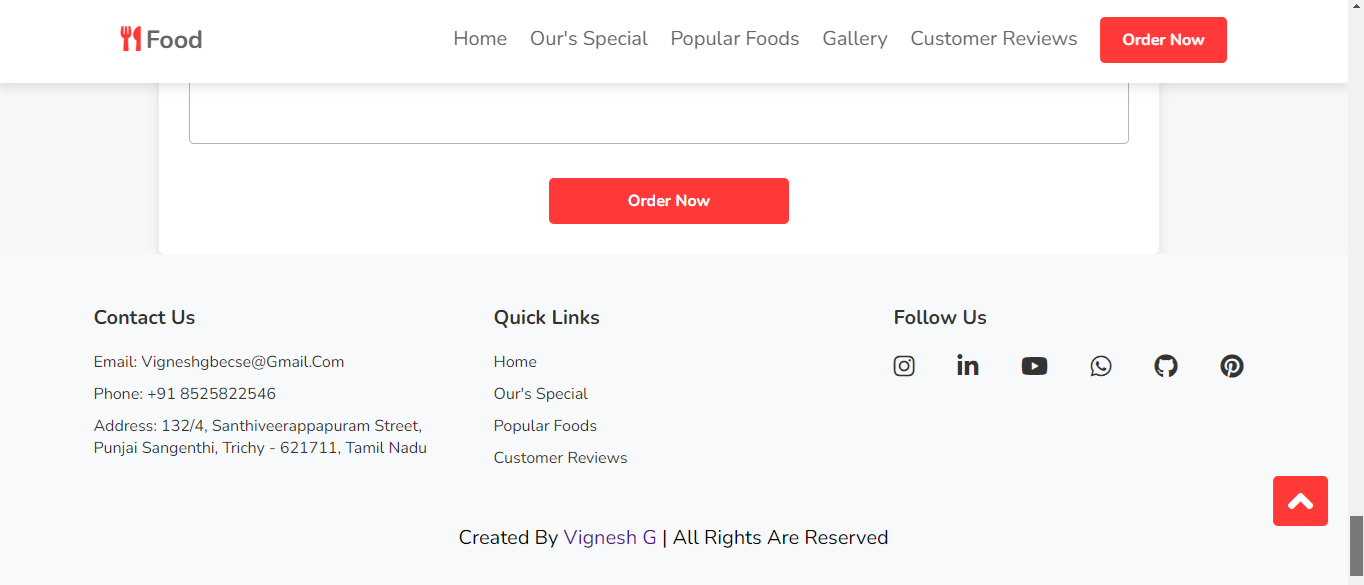 Food
Home Our's Special Popular Foods Gallery Customer Reviews Order Now
Order Now
Contact Us
Email: Vigneshgbecse@Gmail.Com
Phone: +91 8525822546
Address: 132/4, Santhiveerappapuram Street,
Punjai Sangenthi, Trichy - 621711, Tamil Nadu
Quick Links
Home
Our's Special
Popular Foods
Customer Reviews
Follow Us
Created By Vignesh G | All Rights Are Reserved